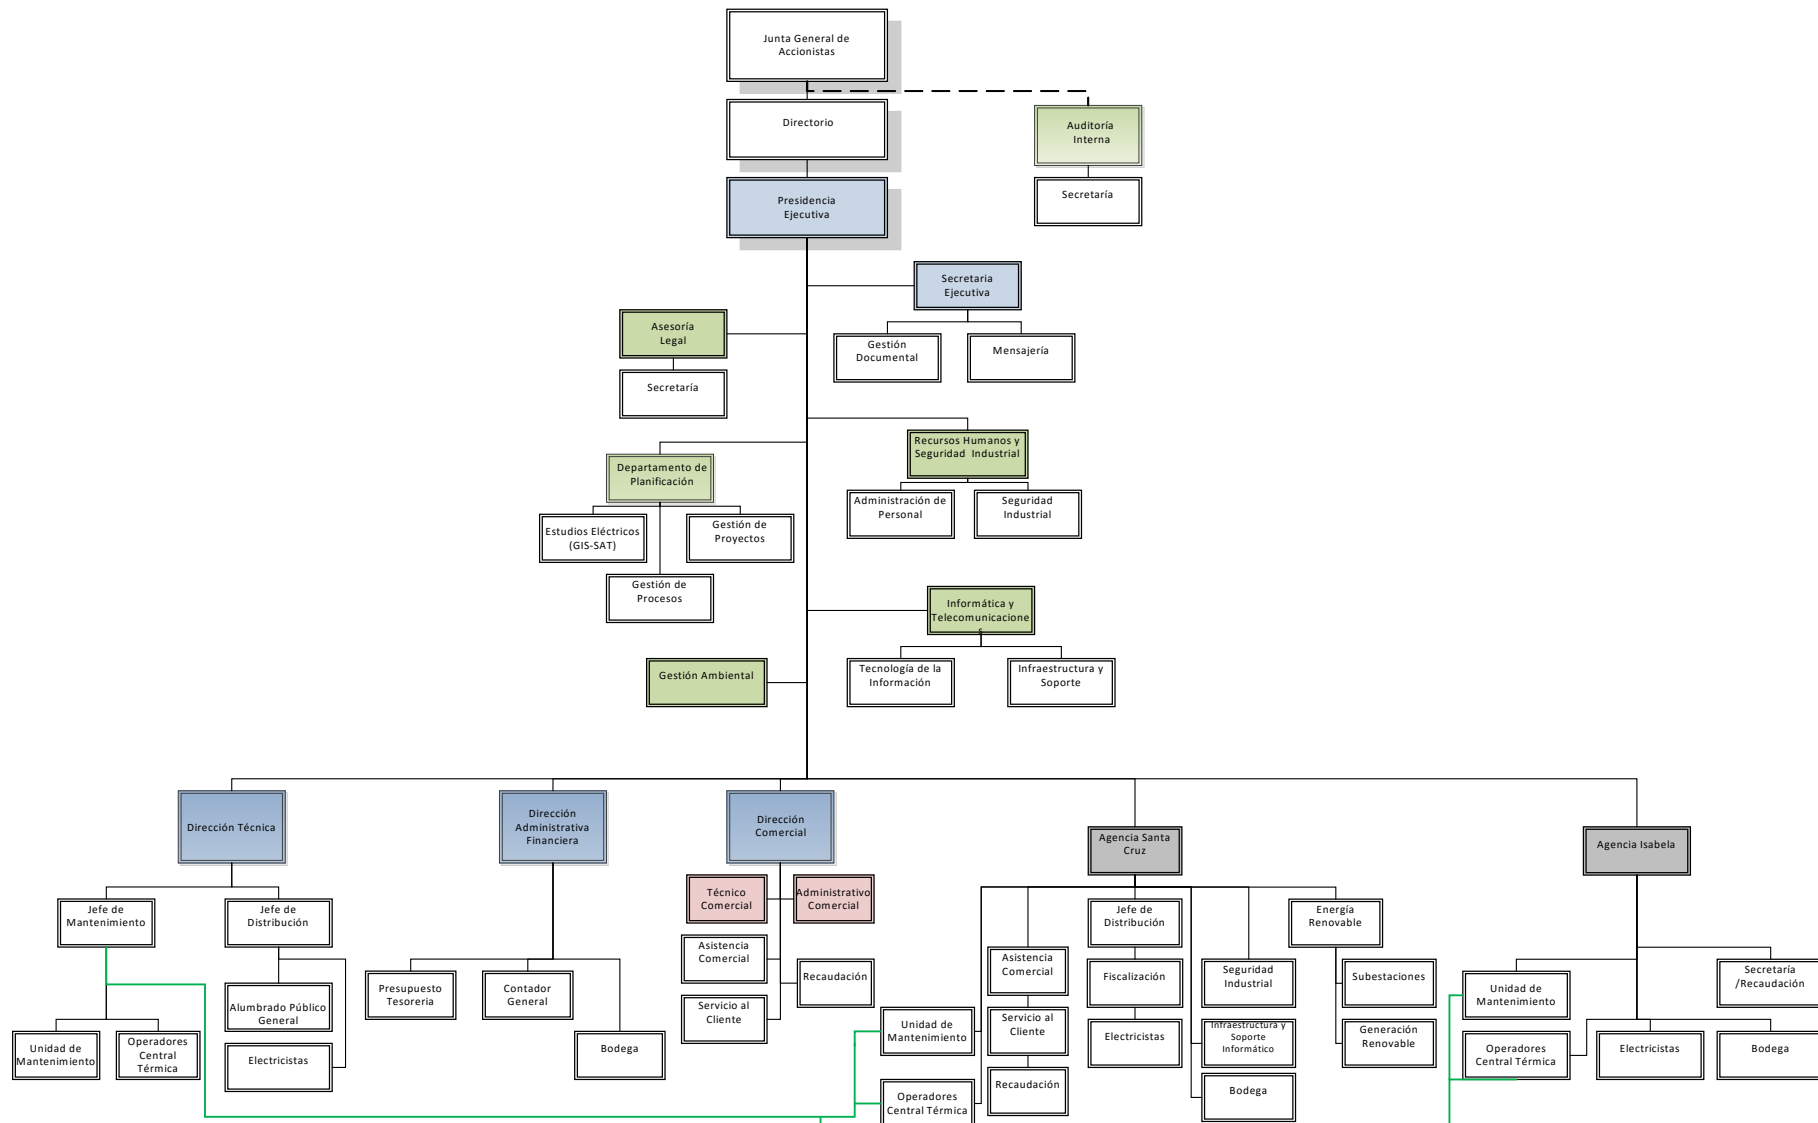 Junta General de
Accionistas
Directorio
Auditoría
Interna
Secretaría
Presidencia
Ejecutiva
Secretaria
Ejecutiva
Gestión
Documental
Mensajería
Asesoría
Legal
Secretaría
Recursos Humanos y
Seguridad Industrial
Administración de
Personal
Seguridad
Industrial
Departamento de
Planificación
Estudios Eléctricos
(GIS-SAT)
Gestión de
Proyectos
Gestión de
Procesos
Informática y
Telecomunicacione
s
Tecnología de la
Información
Infraestructura y
Soporte
Gestión Ambiental
Dirección Técnica
Dirección
Administrativa
Financiera
Dirección
Comercial
Agencia Santa
Cruz
Agencia Isabela
Jefe de
Mantenimiento
Jefe de
Distribución
Alumbrado Público
General
Unidad de
Mantenimiento
Operadores
Central
Térmica
Electricistas
Presupuesto
Tesoreria
Contador
General
Bodega
Técnico
Comercial
Administrativo
Comercial
Asistencia
Comercial
Recaudación
Servicio al
Cliente
Unidad de
Mantenimiento
Operadores
Central Térmica
Asistencia
Comercial
Servicio al
Cliente
Recaudación
Jefe de
Distribución
Fiscalización
Electricistas
Seguridad
Industrial
Infraestructura y
Soporte
Informático
Bodega
Energía
Renovable
Subestaciones
Generación
Renovable
Unidad de
Mantenimiento
Operadores
Central Térmica
Electricistas
Secretaría
/Recaudación
Bodega